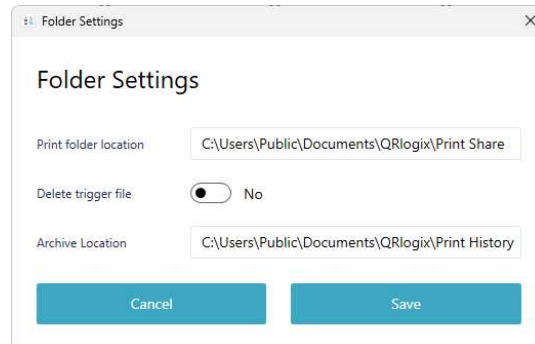 Folder Settings
Folder Settings
Print folder location C:\Users\Public\Documents\QRlogix\Print Share
Delete trigger file No
Archive Location C:\Users\Public\Documents\QRlogix\Print History
Cancel Save